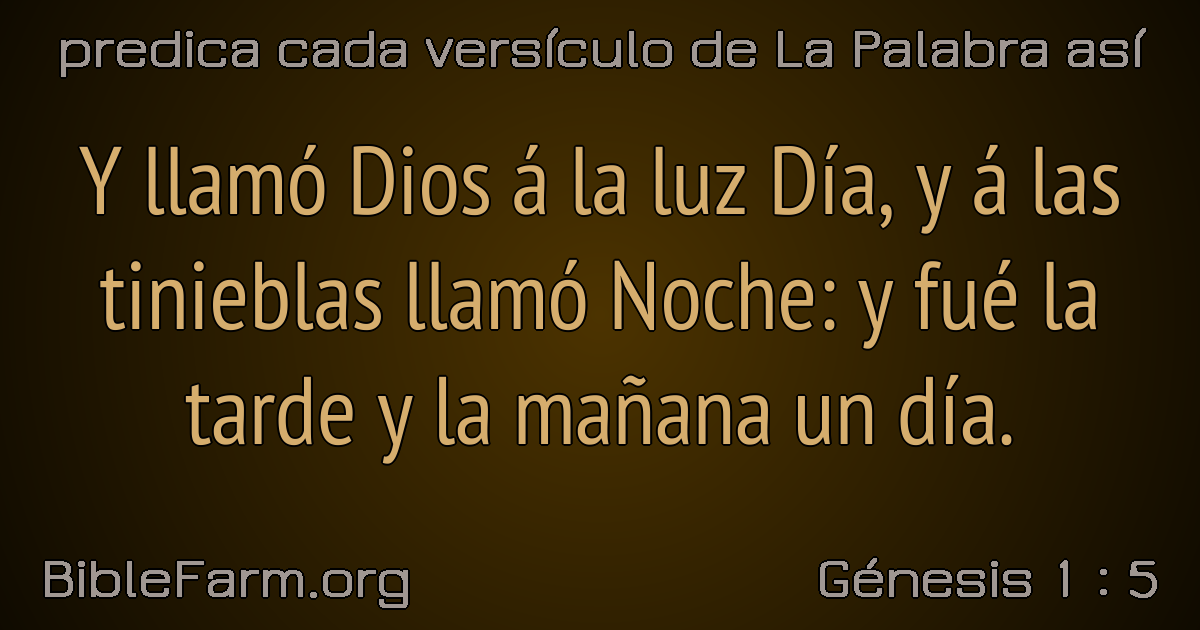 predica cada versículo de La Palabra así
Y llamó Dios á la luz Día, y á las
tinieblas llamó Noche: y fué la
tarde y la mañana un día.
BibleFarm.org
Génesis 1 : 5